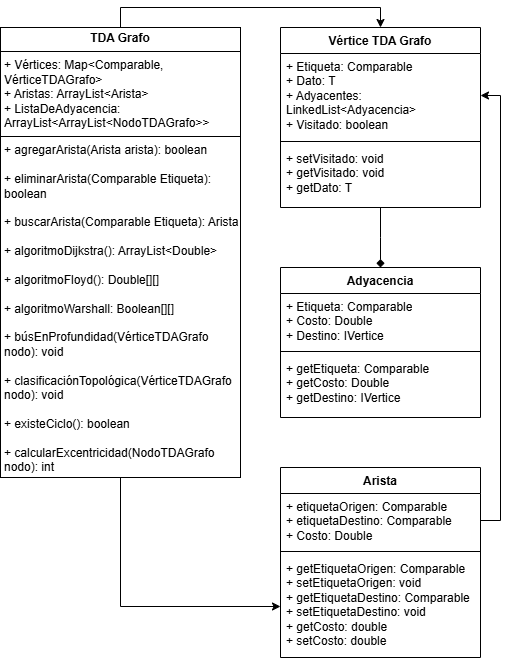 TDA Grafo
+ Vértices: Map<Comparable,
VérticeTDAGrafo>
+ Aristas: ArrayList<Arista>
+ ListaDeAdyacencia:
ArrayList<ArrayList<NodoTDAGrafo>>
+ agregarArista(Arista arista): boolean
+ eliminarArista(Comparable Etiqueta):
boolean
+ buscarArista(Comparable Etiqueta): Arista
+ algoritmoDijkstra(): ArrayList<Double>
+ algoritmoFloyd(): Double[][]
+ algoritmoWarshall: Boolean[][]
+ búsEnProfundidad(VérticeTDAGrafo
nodo): void
+ clasificaciónTopológica(VérticeTDAGrafo
nodo): void
+ existeCiclo(): boolean
+ calcularExcentricidad(NodoTDAGrafo
nodo): int
Vértice TDA Grafo
+ Etiqueta: Comparable
+ Dato: T
+ Adyacentes:
LinkedList<Adyacencia>
+ Visitado: boolean
+ setVisitado: void
+ getVisitado: void
+ getDato: T
Adyacencia
+ Etiqueta: Comparable
+ Costo: Double
+ Destino: IVertice
+ getEtiqueta: Comparable
+ getCosto: Double
+ getDestino: IVertice
Arista
+ etiquetaOrigen: Comparable
+ etiquetaDestino: Comparable
+ Costo: Double
+ getEtiquetaOrigen: Comparable
+ setEtiquetaOrigen: void
+ getEtiquetaDestino: Comparable
+ setEtiquetaDestino: void
+ getCosto: double
+ setCosto: double